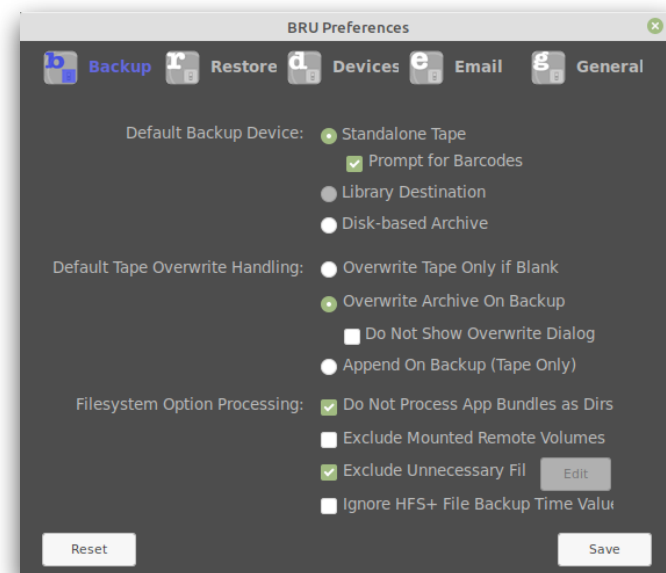 BRU Preferences
b Backup r Restore d Devices e Email g General
Default Backup Device: Standalone Tape
Prompt for Barcodes
Library Destination
Disk-based Archive
Default Tape Overwrite Handling: Overwrite Tape Only if Blank
Overwrite Archive On Backup
Do Not Show Overwrite Dialog
Append On Backup (Tape Only)
Filesystem Option Processing: Do Not Process App Bundles as Dirs
Exclude Mounted Remote Volumes
Exclude Unnecessary Fil Edit
Ignore HFS+ File Backup Time Value
Reset Save